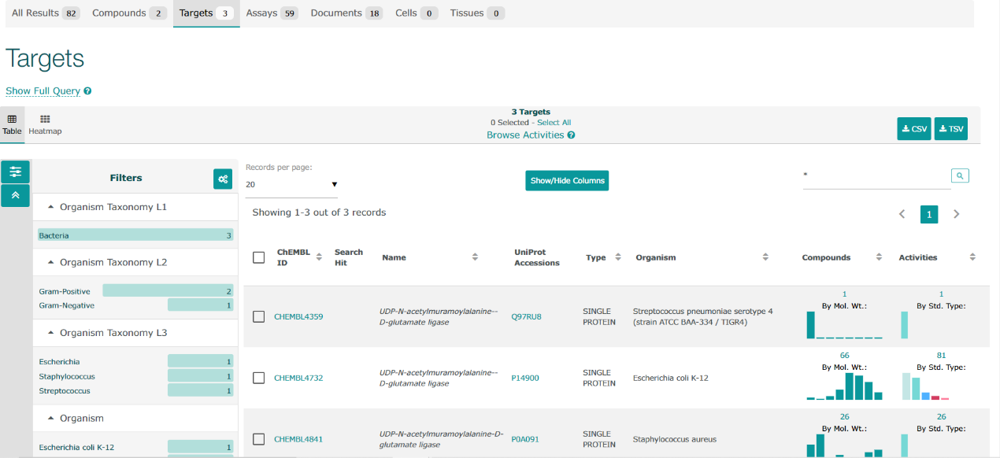 All Results 82 Compounds 2 Targets 3 Assays 59 Documents 18 Cells 0 Tissues 0
Targets
Show Full Query ?
3 Targets
0 Selected - Select All
Browse Activities ?
Table Heatmap
CSV TSV
Filters
Organism Taxonomy L1
Bacteria 3
Organism Taxonomy L2
Gram-Positive 2
Gram-Negative 1
Organism Taxonomy L3
Escherichia 1
Staphylococcus 1
Streptococcus 1
Organism
Escherichia coli K-12 1
Records per page:
20
Show/Hide Columns
*
Showing 1-3 out of 3 records
1
ChEMBL
ID
Search
Hit
Name
UniProt
Accessions
Type
Organism
Compounds
Activities
CHEMBL4359
UDP-N-acetylmuramoylalanine--
D-glutamate ligase
Q97RU8
SINGLE
PROTEIN
Streptococcus pneumoniae serotype 4
(strain ATCC BAA-334 / TIGR4)
1
By Mol. Wt.:
1
By Std. Type:
CHEMBL4732
UDP-N-acetylmuramoylalanine--
D-glutamate ligase
P14900
SINGLE
PROTEIN
Escherichia coli K-12
66
By Mol. Wt.:
81
By Std. Type:
CHEMBL4841
UDP-N-acetylmuramoylalanine-D-
glutamate ligase
P0A091
SINGLE
PROTEIN
Staphylococcus aureus
26
By Mol. Wt.:
26
By Std. Type: